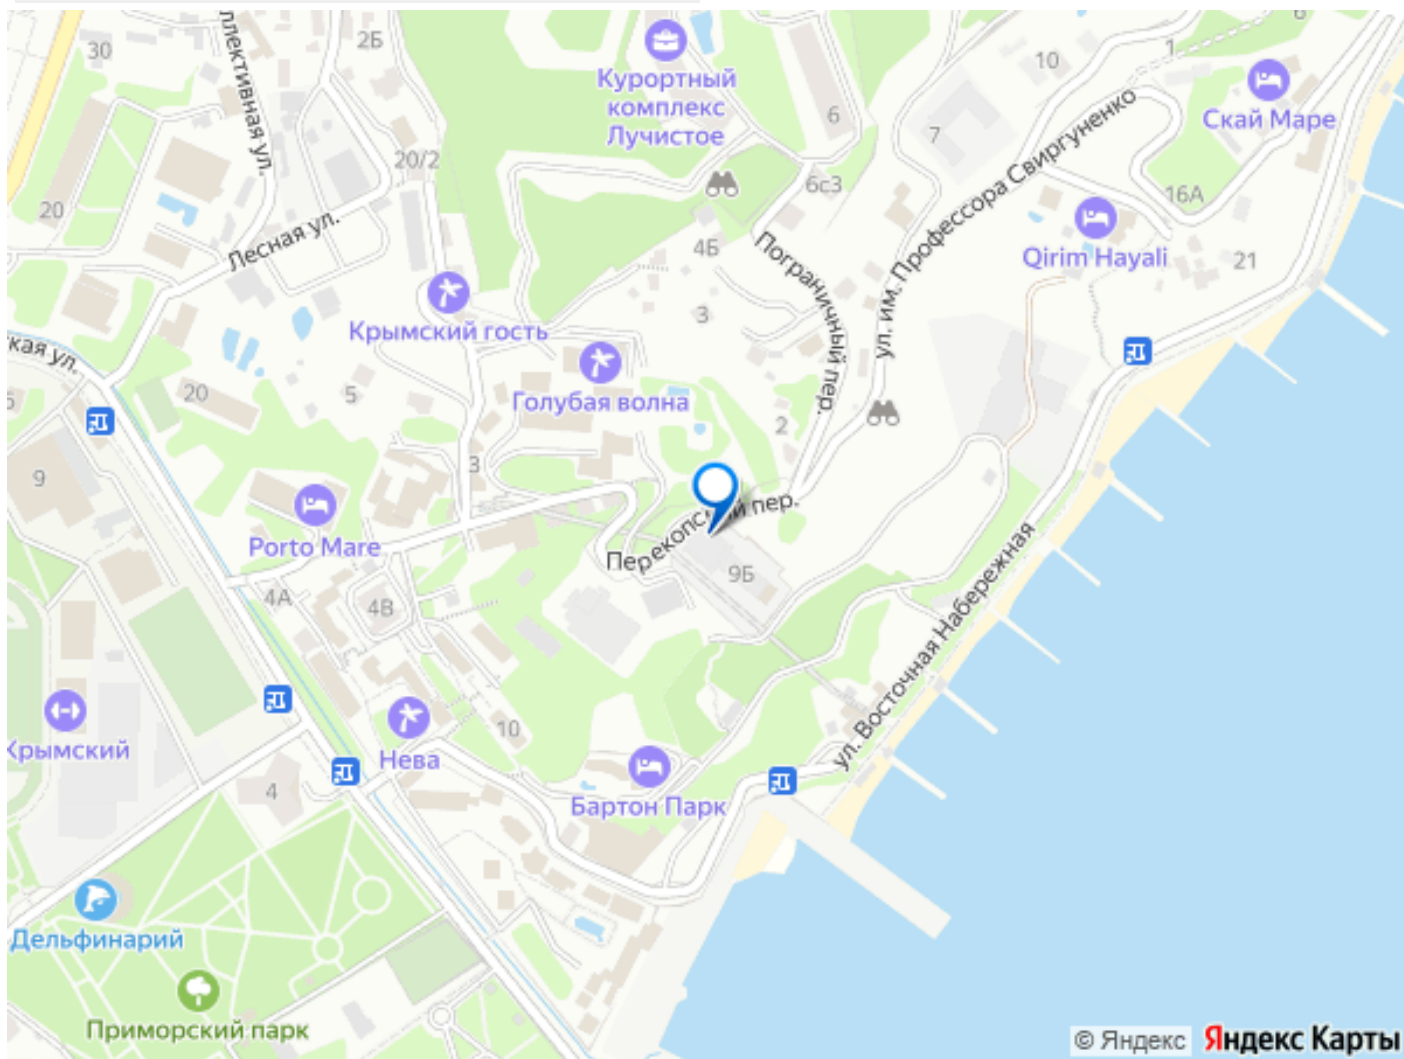 ллективная ул.
30
2Б
Курортный
комплекс
Лучистое
6
10
1
Скай Маре
7
20/2
20
6с3
16А
Лесная ул.
4Б
Пограничный пер.
ул. им. Профессора Свиргуненко
Qirim Hayali
21
Крымский гость
3
кая ул.
20
5
Голубая волна
2
9
3
Porto Mare
Перекопский пер.
9Б
4А
4В
ул. Восточная Набережная
Крымский
Нева
10
4
Бартон Парк
Дельфинарий
Приморский парк
© Яндекс Яндекс Карты